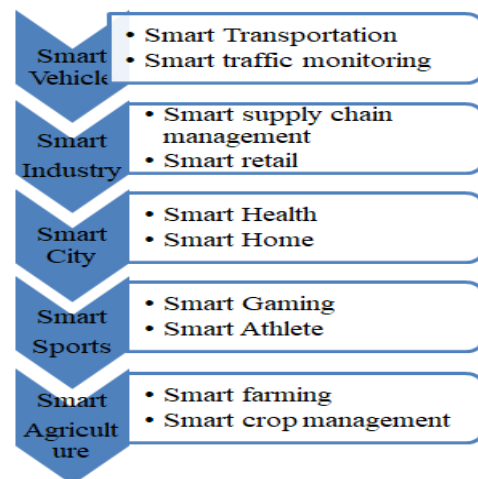 Smart
Vehicle
• Smart Transportation
• Smart traffic monitoring
Smart
Industry
• Smart supply chain
management
• Smart retail
Smart
City
• Smart Health
• Smart Home
Smart
Sports
• Smart Gaming
• Smart Athlete
Smart
Agricult
ure
• Smart farming
• Smart crop management